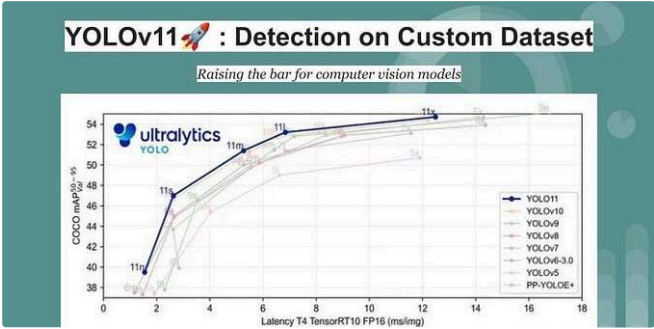 YOLOv11🚀 : Detection on Custom Dataset
Raising the bar for computer vision models
ultralytics
YOLO
COCO mAP 50-95 val
54
52
50
48
46
44
42
40
38
11n
11s
11m
11l
11x
YOLO11
YOLOv10
YOLOv9
YOLOv8
YOLOv7
YOLOv6-3.0
YOLOv5
PP-YOLOE+
0 2 4 6 8 10 12 14 16 18
Latency T4 TensorRT10 FP16 (ms/img)